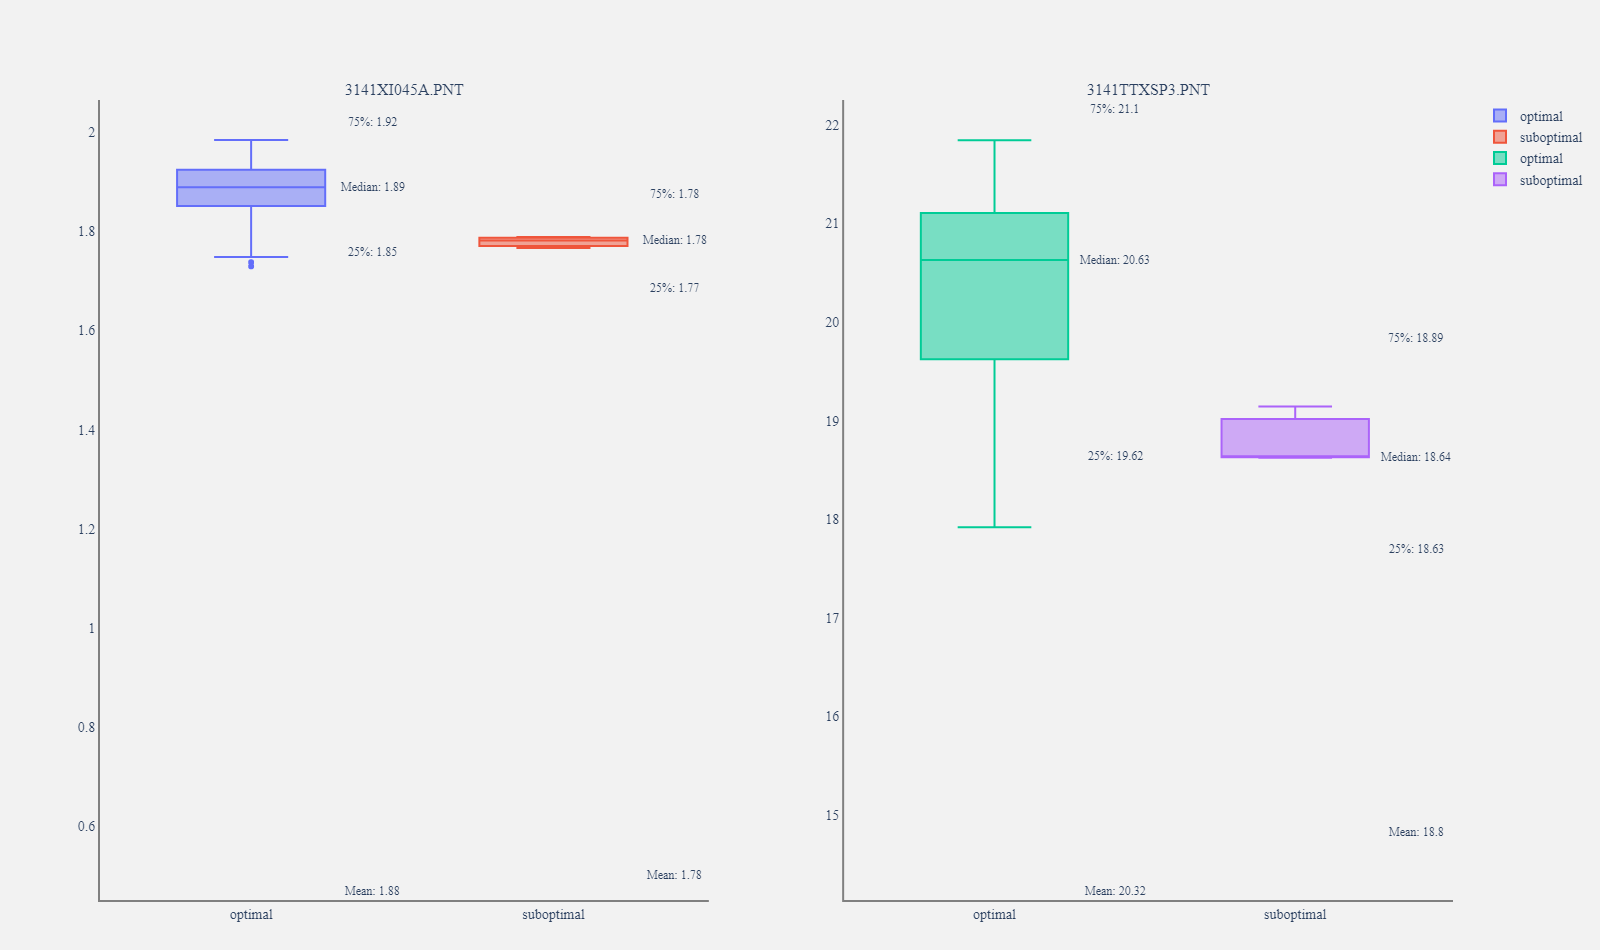 3141XI045A.PNT
2
1.8
1.6
1.4
1.2
1
0.8
0.6
75%: 1.92
Median: 1.89
25%: 1.85
Mean: 1.88
75%: 1.78
Median: 1.78
25%: 1.77
Mean: 1.78
optimal
suboptimal
3141TTXSP3.PNT
22
21
20
19
18
17
16
15
75%: 21.1
Median: 20.63
25%: 19.62
Mean: 20.32
75%: 18.89
Median: 18.64
25%: 18.63
Mean: 18.8
optimal
suboptimal
optimal
suboptimal
optimal
suboptimal